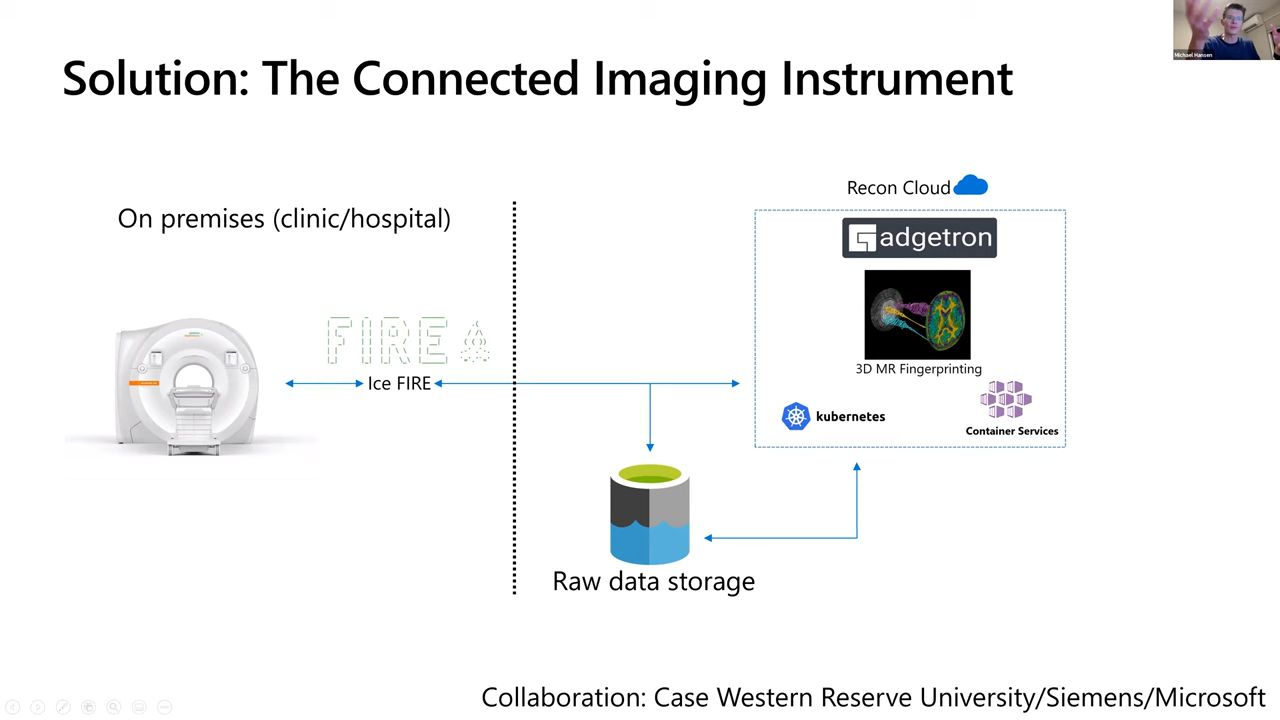 Michael Hansen
Solution: The Connected Imaging Instrument
On premises (clinic/hospital)
FIRE
Ice FIRE
Recon Cloud
Gadgetron
3D MR Fingerprinting
kubernetes
Container Services
Raw data storage
Collaboration: Case Western Reserve University/Siemens/Microsoft